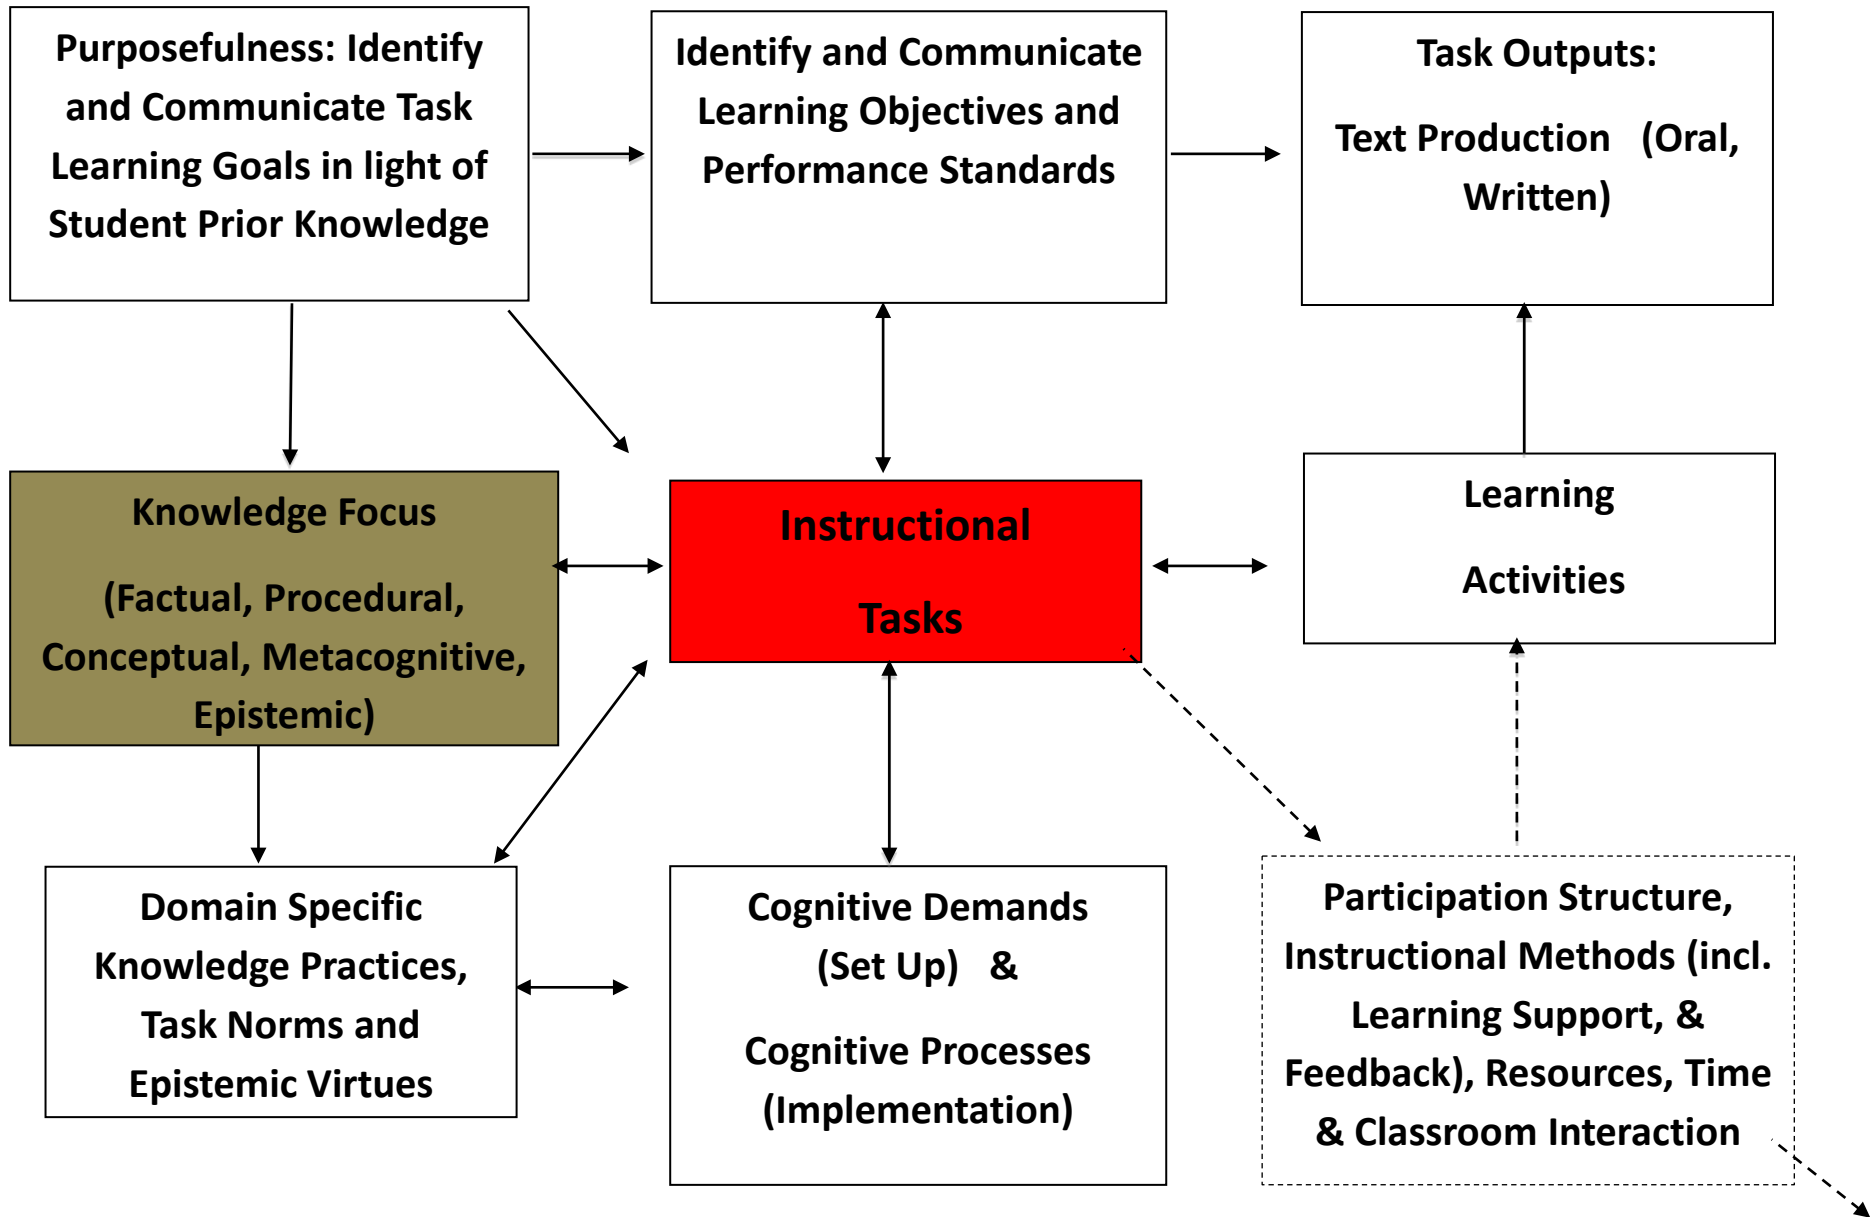 Purposefulness: Identify
and Communicate Task
Learning Goals in light of
Student Prior Knowledge
Identify and Communicate
Learning Objectives and
Performance Standards
Task Outputs:
Text Production (Oral,
Written)
Knowledge Focus
(Factual, Procedural,
Conceptual, Metacognitive,
Epistemic)
Instructional
Tasks
Learning
Activities
Domain Specific
Knowledge Practices,
Task Norms and
Epistemic Virtues
Cognitive Demands
(Set Up) &
Cognitive Processes
(Implementation)
Participation Structure,
Instructional Methods (incl.
Learning Support, &
Feedback), Resources, Time
& Classroom Interaction